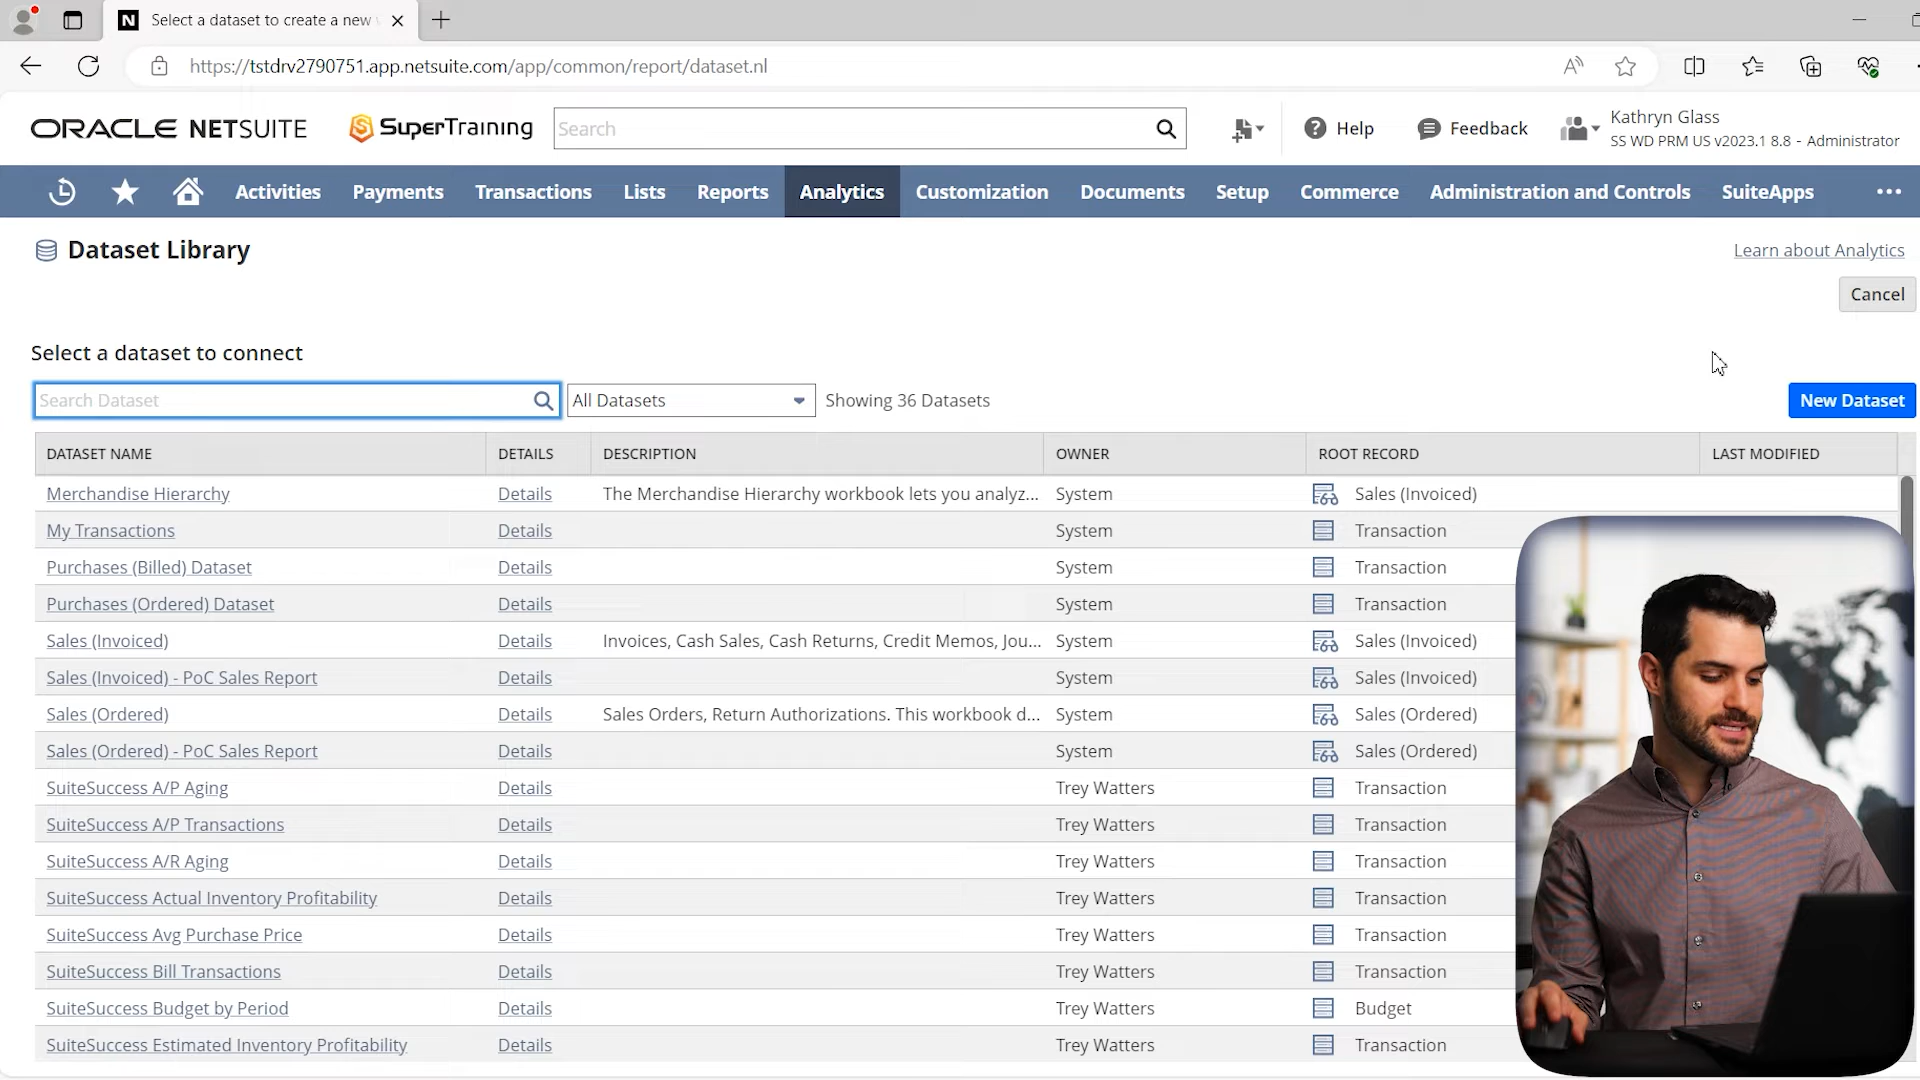 Select a dataset to create a new
https://tstdrv2790751.app.netsuite.com/app/common/report/dataset.nl
ORACLE NETSUITE
SuperTraining
Search
Help
Feedback
Kathryn Glass
SS WD PRM US v2023.1 8.8 - Administrator
Activities
Payments
Transactions
Lists
Reports
Analytics
Customization
Documents
Setup
Commerce
Administration and Controls
SuiteApps
Dataset Library
Learn about Analytics
Cancel
Select a dataset to connect
Search Dataset
All Datasets
Showing 36 Datasets
New Dataset
DATASET NAME DETAILS DESCRIPTION OWNER ROOT RECORD LAST MODIFIED
Merchandise Hierarchy Details The Merchandise Hierarchy workbook lets you analyz... System Sales (Invoiced)
My Transactions Details System Transaction
Purchases (Billed) Dataset Details System Transaction
Purchases (Ordered) Dataset Details System Transaction
Sales (Invoiced) Details Invoices, Cash Sales, Cash Returns, Credit Memos, Jou... System Sales (Invoiced)
Sales (Invoiced) - PoC Sales Report Details System Sales (Invoiced)
Sales (Ordered) Details Sales Orders, Return Authorizations. This workbook d... System Sales (Ordered)
Sales (Ordered) - PoC Sales Report Details System Sales (Ordered)
SuiteSuccess A/P Aging Details Trey Watters Transaction
SuiteSuccess A/P Transactions Details Trey Watters Transaction
SuiteSuccess A/R Aging Details Trey Watters Transaction
SuiteSuccess Actual Inventory Profitability Details Trey Watters Transaction
SuiteSuccess Avg Purchase Price Details Trey Watters Transaction
SuiteSuccess Bill Transactions Details Trey Watters Transaction
SuiteSuccess Budget by Period Details Trey Watters Budget
SuiteSuccess Estimated Inventory Profitability Details Trey Watters Transaction